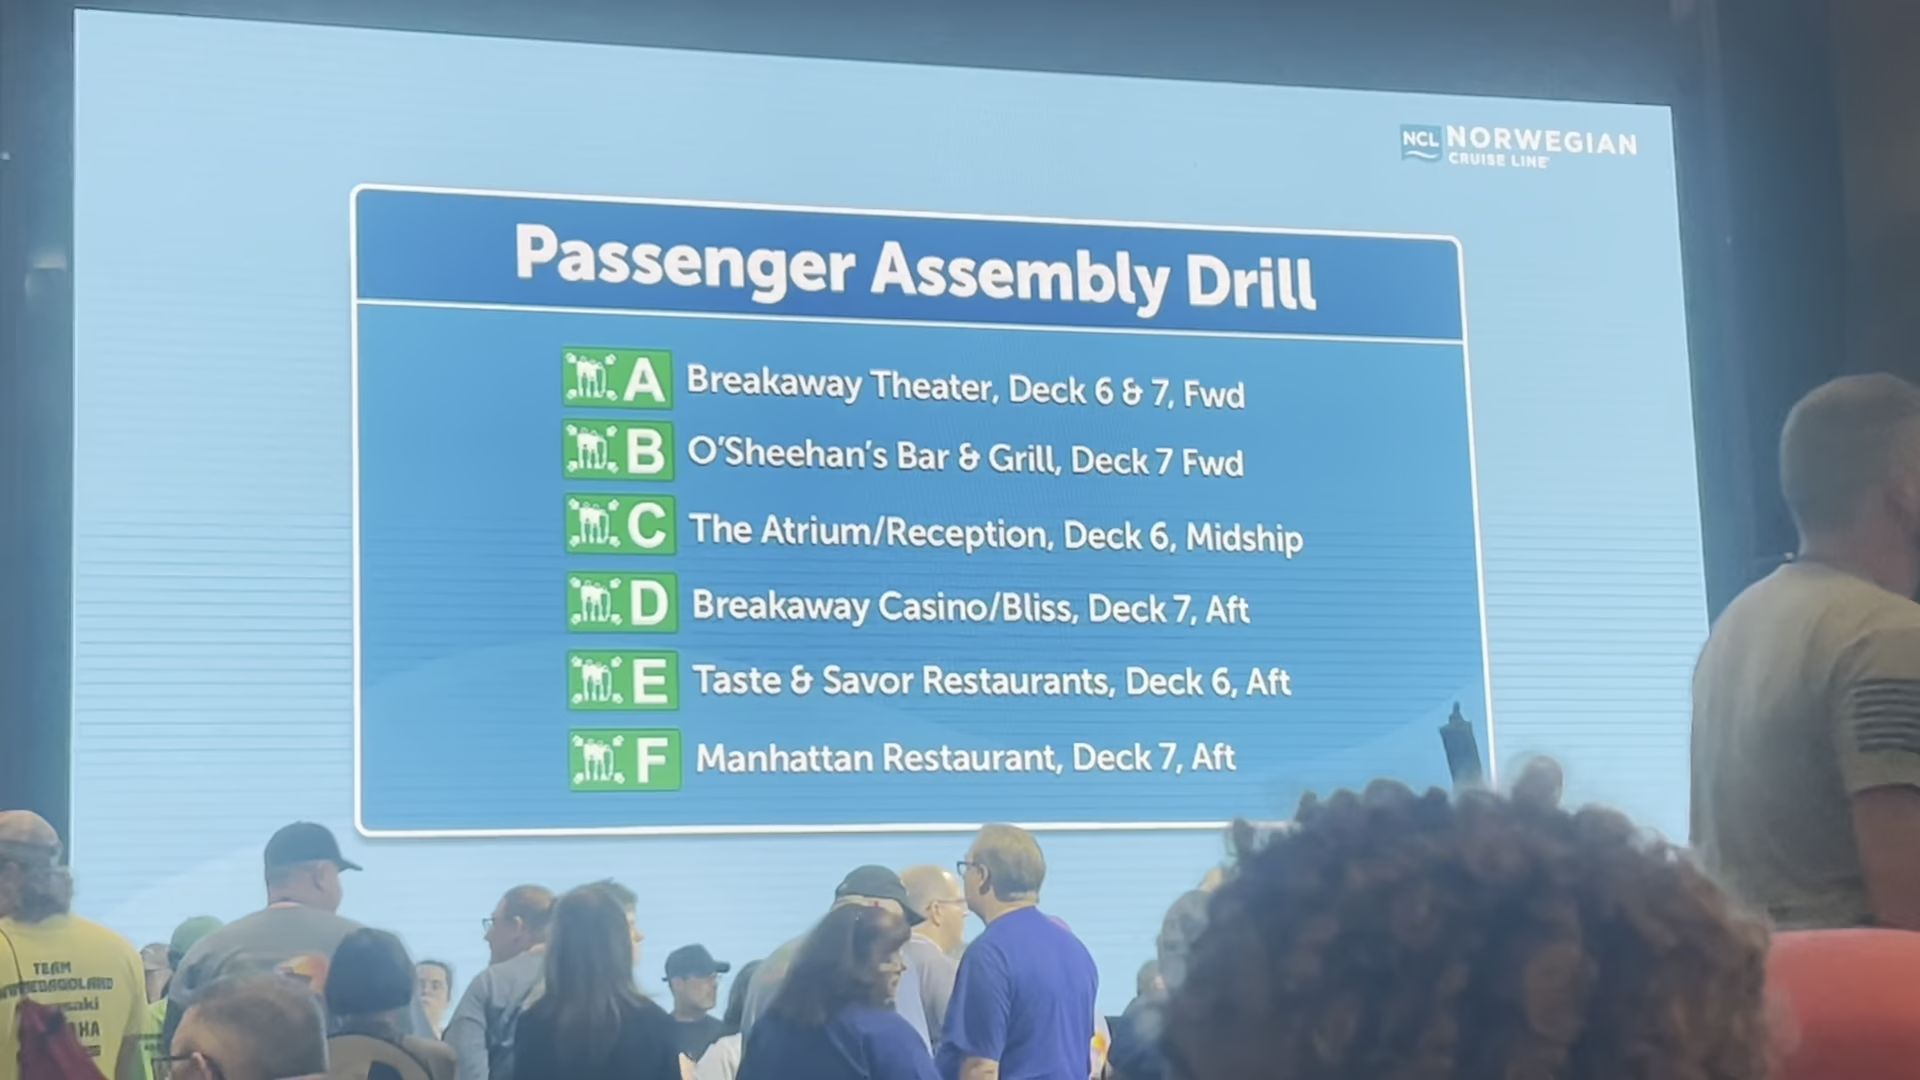 NCL NORWEGIAN
CRUISE LINE
Passenger Assembly Drill
A Breakaway Theater, Deck 6 & 7, Fwd
B O'Sheehan's Bar & Grill, Deck 7 Fwd
C The Atrium/Reception, Deck 6, Midship
D Breakaway Casino/Bliss, Deck 7, Aft
E Taste & Savor Restaurants, Deck 6, Aft
F Manhattan Restaurant, Deck 7, Aft
TEAM